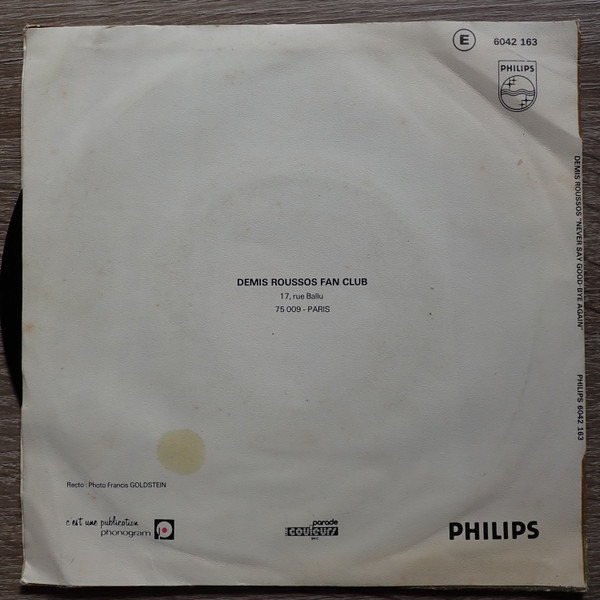 E 6042 163
PHILIPS
DEMIS ROUSSOS "NEVER SAY GOOD-BYE AGAIN" PHILIPS 6042 163
DEMIS ROUSSOS FAN CLUB
17, rue Ballu
75 009 - PARIS
Recto : Photo Francis GOLDSTEIN
c'est une publication
phonogram
parade
couleurs
PHILIPS